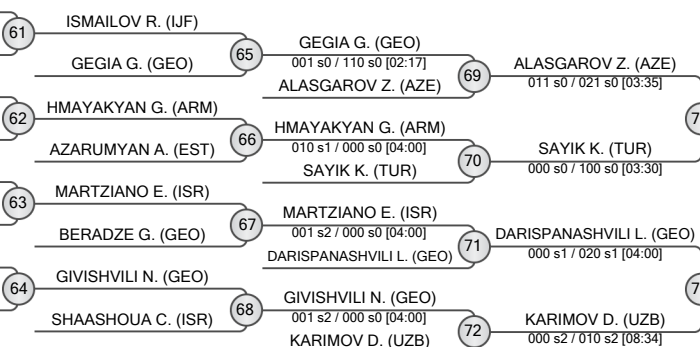 61
ISMAILOV R. (IJF)
GEGIA G. (GEO)
65
GEGIA G. (GEO)
001 s0 / 110 s0 [02:17]
ALASGAROV Z. (AZE)
69
ALASGAROV Z. (AZE)
011 s0 / 021 s0 [03:35]
62
HMAYAKYAN G. (ARM)
AZARUMYAN A. (EST)
66
HMAYAKYAN G. (ARM)
010 s1 / 000 s0 [04:00]
SAYIK K. (TUR)
70
SAYIK K. (TUR)
000 s0 / 100 s0 [03:30]
63
MARTZIANO E. (ISR)
BERADZE G. (GEO)
67
MARTZIANO E. (ISR)
001 s2 / 000 s0 [04:00]
DARISPANASHVILI L. (GEO)
71
DARISPANASHVILI L. (GEO)
000 s1 / 020 s1 [04:00]
64
GIVISHVILI N. (GEO)
SHAASHOUA C. (ISR)
68
GIVISHVILI N. (GEO)
001 s2 / 000 s0 [04:00]
KARIMOV D. (UZB)
72
KARIMOV D. (UZB)
000 s2 / 010 s2 [08:34]